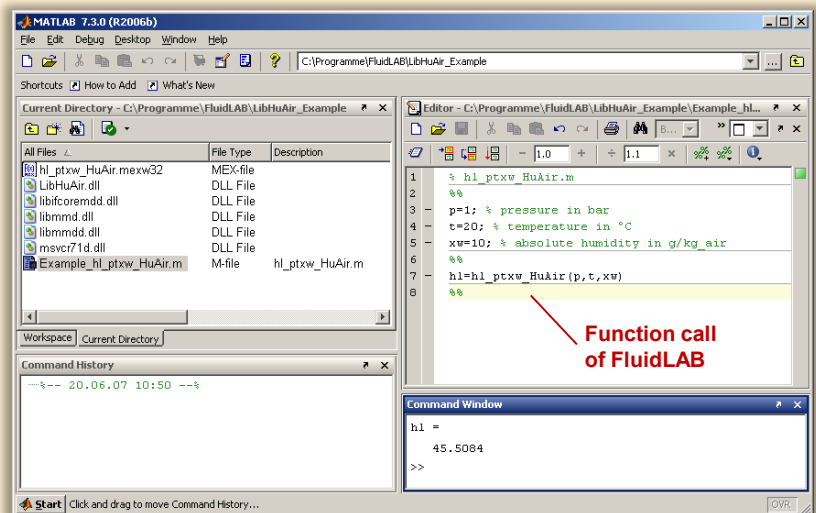 MATLAB 7.3.0 (R2006b)
File Edit Debug Desktop Window Help
C:\Programme\FluidLAB\LibHuAir_Example
Shortcuts How to Add What's New
Current Directory - C:\Programme\FluidLAB\LibHuAir_Example
All Files File Type Description
hl_ptxw_HuAir.mexw32 MEX-file
LibHuAir.dll DLL File
libifcoremdd.dll DLL File
libmmd.dll DLL File
libmmdd.dll DLL File
msvcr71d.dll DLL File
Example_hl_ptxw_HuAir.m M-file hl_ptxw_HuAir.m
Workspace Current Directory
Command History
%-- 20.06.07 10:50 --%
Editor - C:\Programme\FluidLAB\LibHuAir_Example\Example_hl...
B...
− 1.0 + ÷ 1.1 ×
1 % hl_ptxw_HuAir.m
2 %%
3 - p=1; % pressure in bar
4 - t=20; % temperature in °C
5 - xw=10; % absolute humidity in g/kg_air
6 %%
7 - hl=hl_ptxw_HuAir(p,t,xw)
8 %%
Function call
of FluidLAB
Command Window
hl =
45.5084
>>
Start Click and drag to move Command History...
OVR